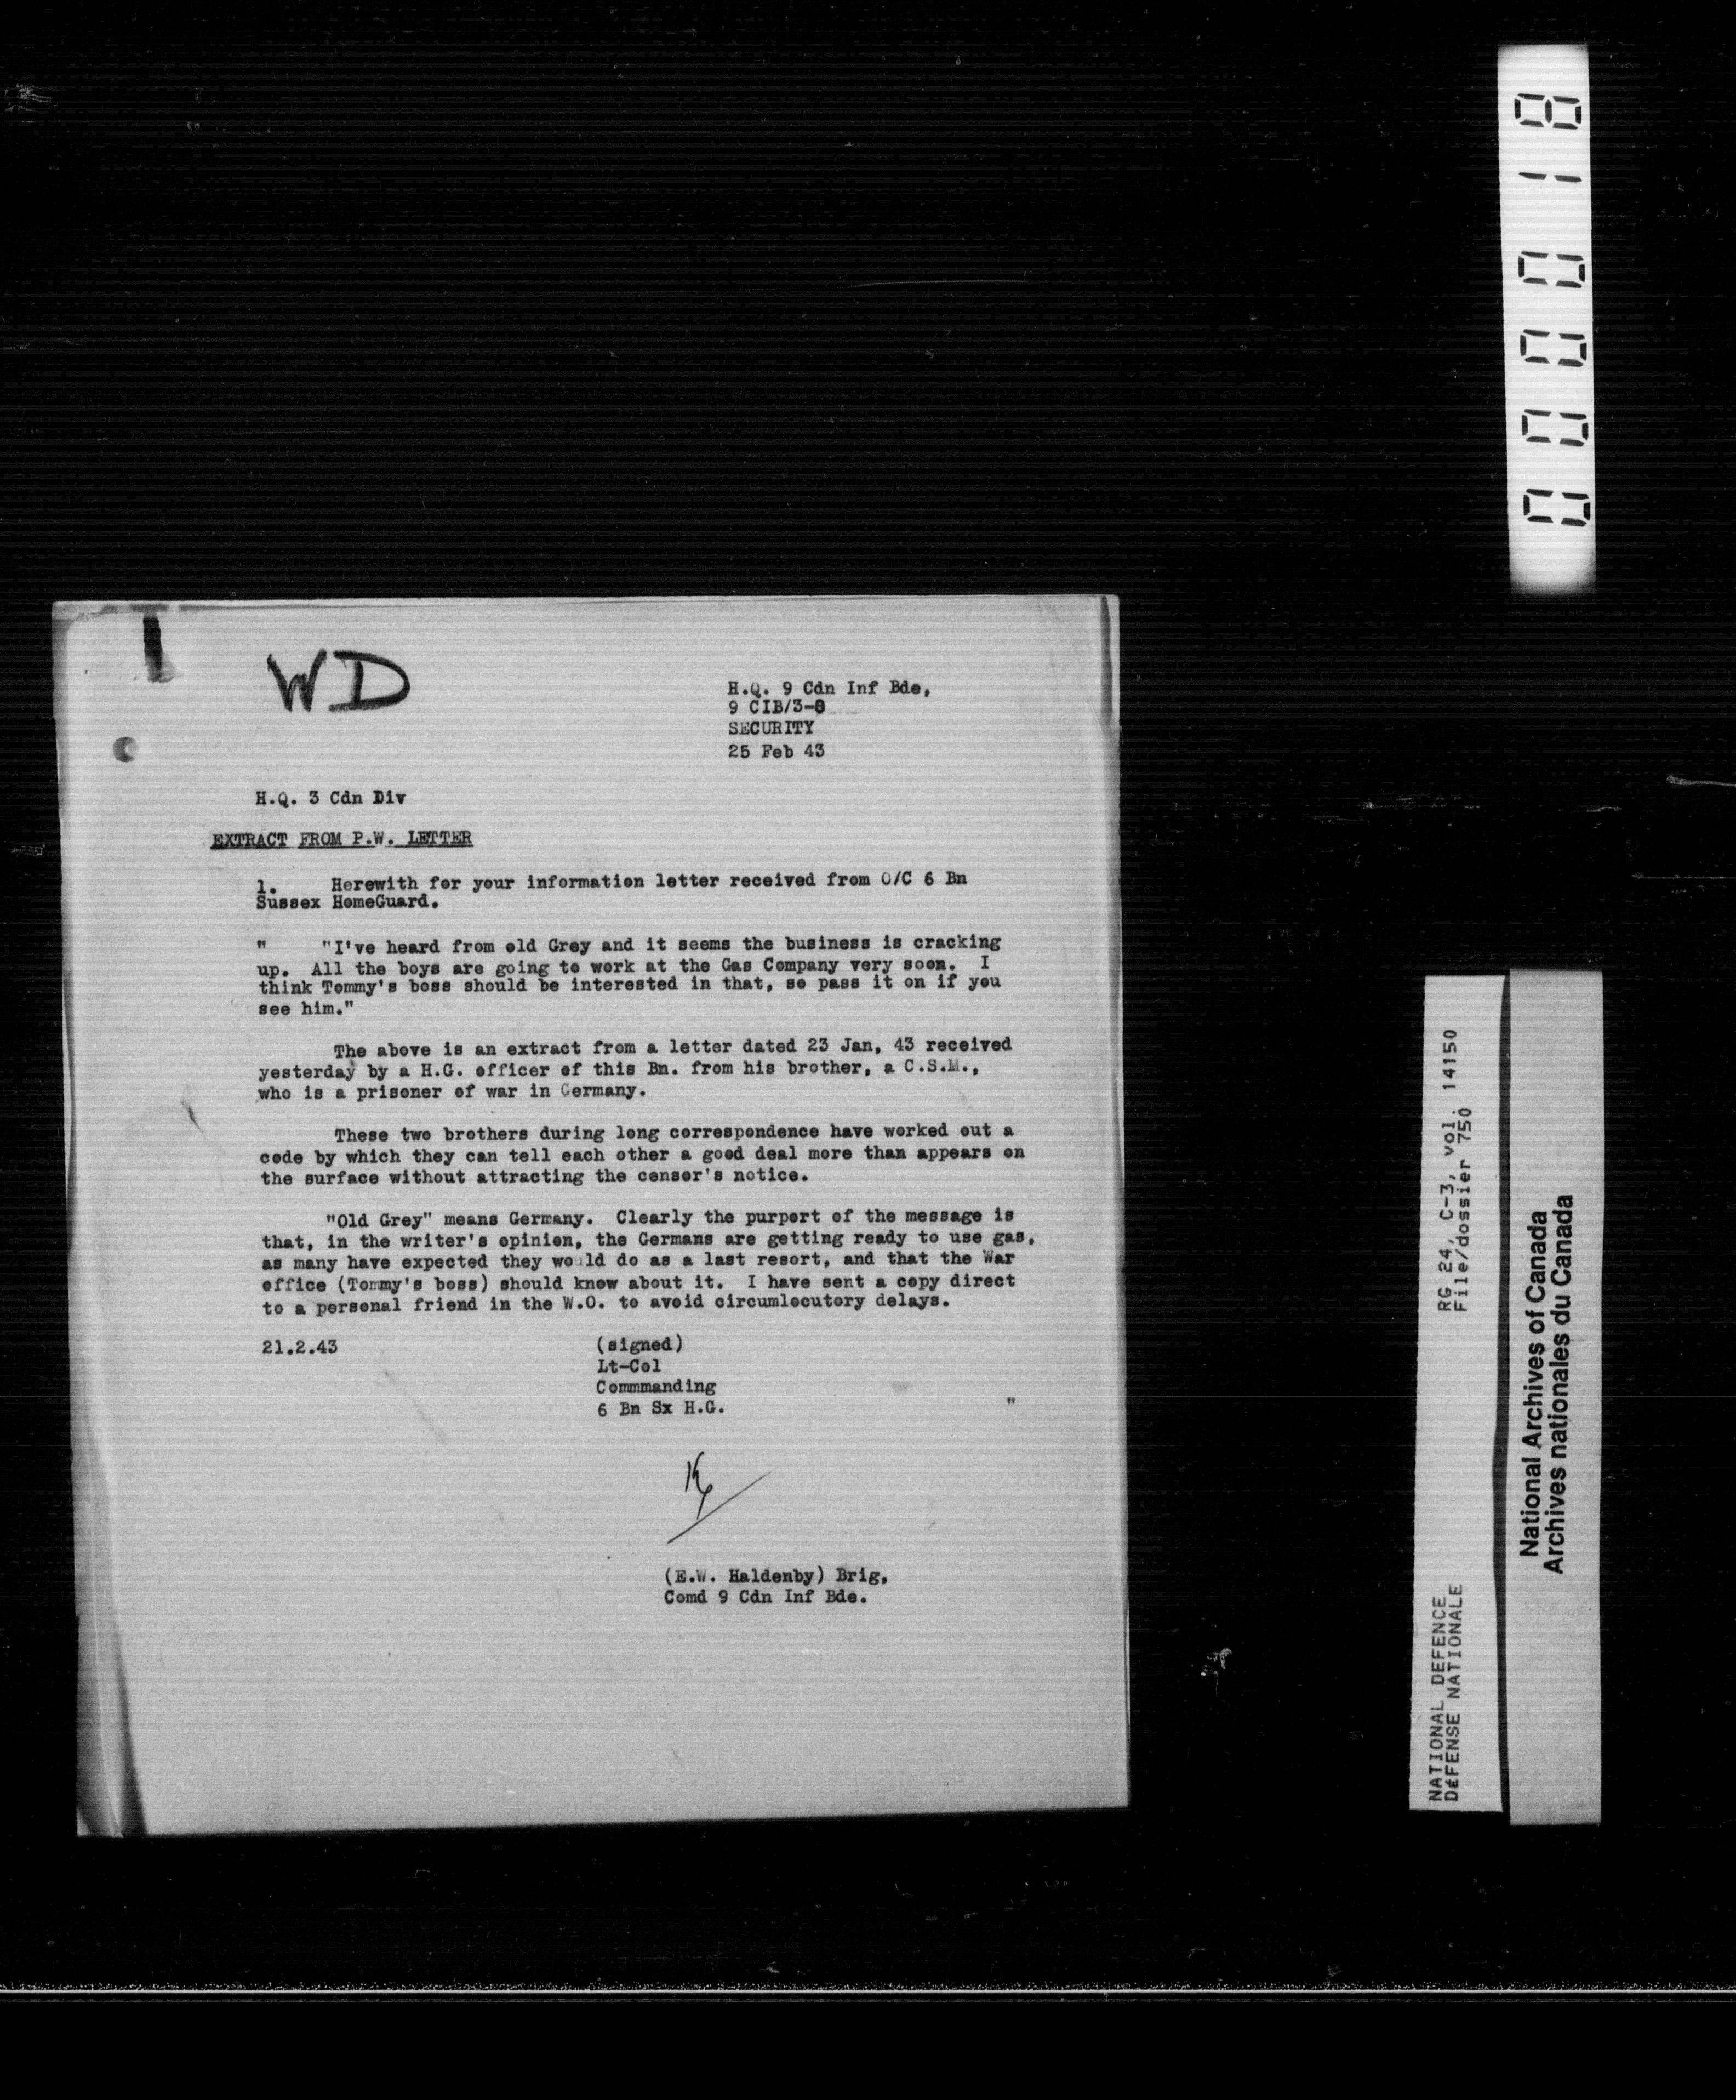 000018
WD
H.Q. 9 Cdn Inf Bde,
9 CIB/3-0
SECURITY
25 Feb 43
H.Q. 3 Cdn Div
EXTRACT FROM P.W. LETTER
1. Herewith for your information letter received from O/C 6 Bn
Sussex HomeGuard.
" "I've heard from old Grey and it seems the business is cracking
up. All the boys are going to work at the Gas Company very soon. I
think Tommy's boss should be interested in that, so pass it on if you
see him."
The above is an extract from a letter dated 23 Jan, 43 received
yesterday by a H.G. officer of this Bn. from his brother, a C.S.M.,
who is a prisoner of war in Germany.
These two brothers during long correspondence have worked out a
code by which they can tell each other a good deal more than appears on
the surface without attracting the censor's notice.
"Old Grey" means Germany. Clearly the purport of the message is
that, in the writer's opinion, the Germans are getting ready to use gas,
as many have expected they would do as a last resort, and that the War
office (Tommy's boss) should know about it. I have sent a copy direct
to a personal friend in the W.O. to avoid circumlocutory delays.
21.2.43 (signed)
Lt-Col
Commmanding
6 Bn Sx H.G. "
(E.W. Haldenby) Brig,
Comd 9 Cdn Inf Bde.
NATIONAL DEFENCE RG 24, C-3, vol. 14150
DÉFENSE NATIONALE File/dossier 750
National Archives of Canada
Archives nationales du Canada